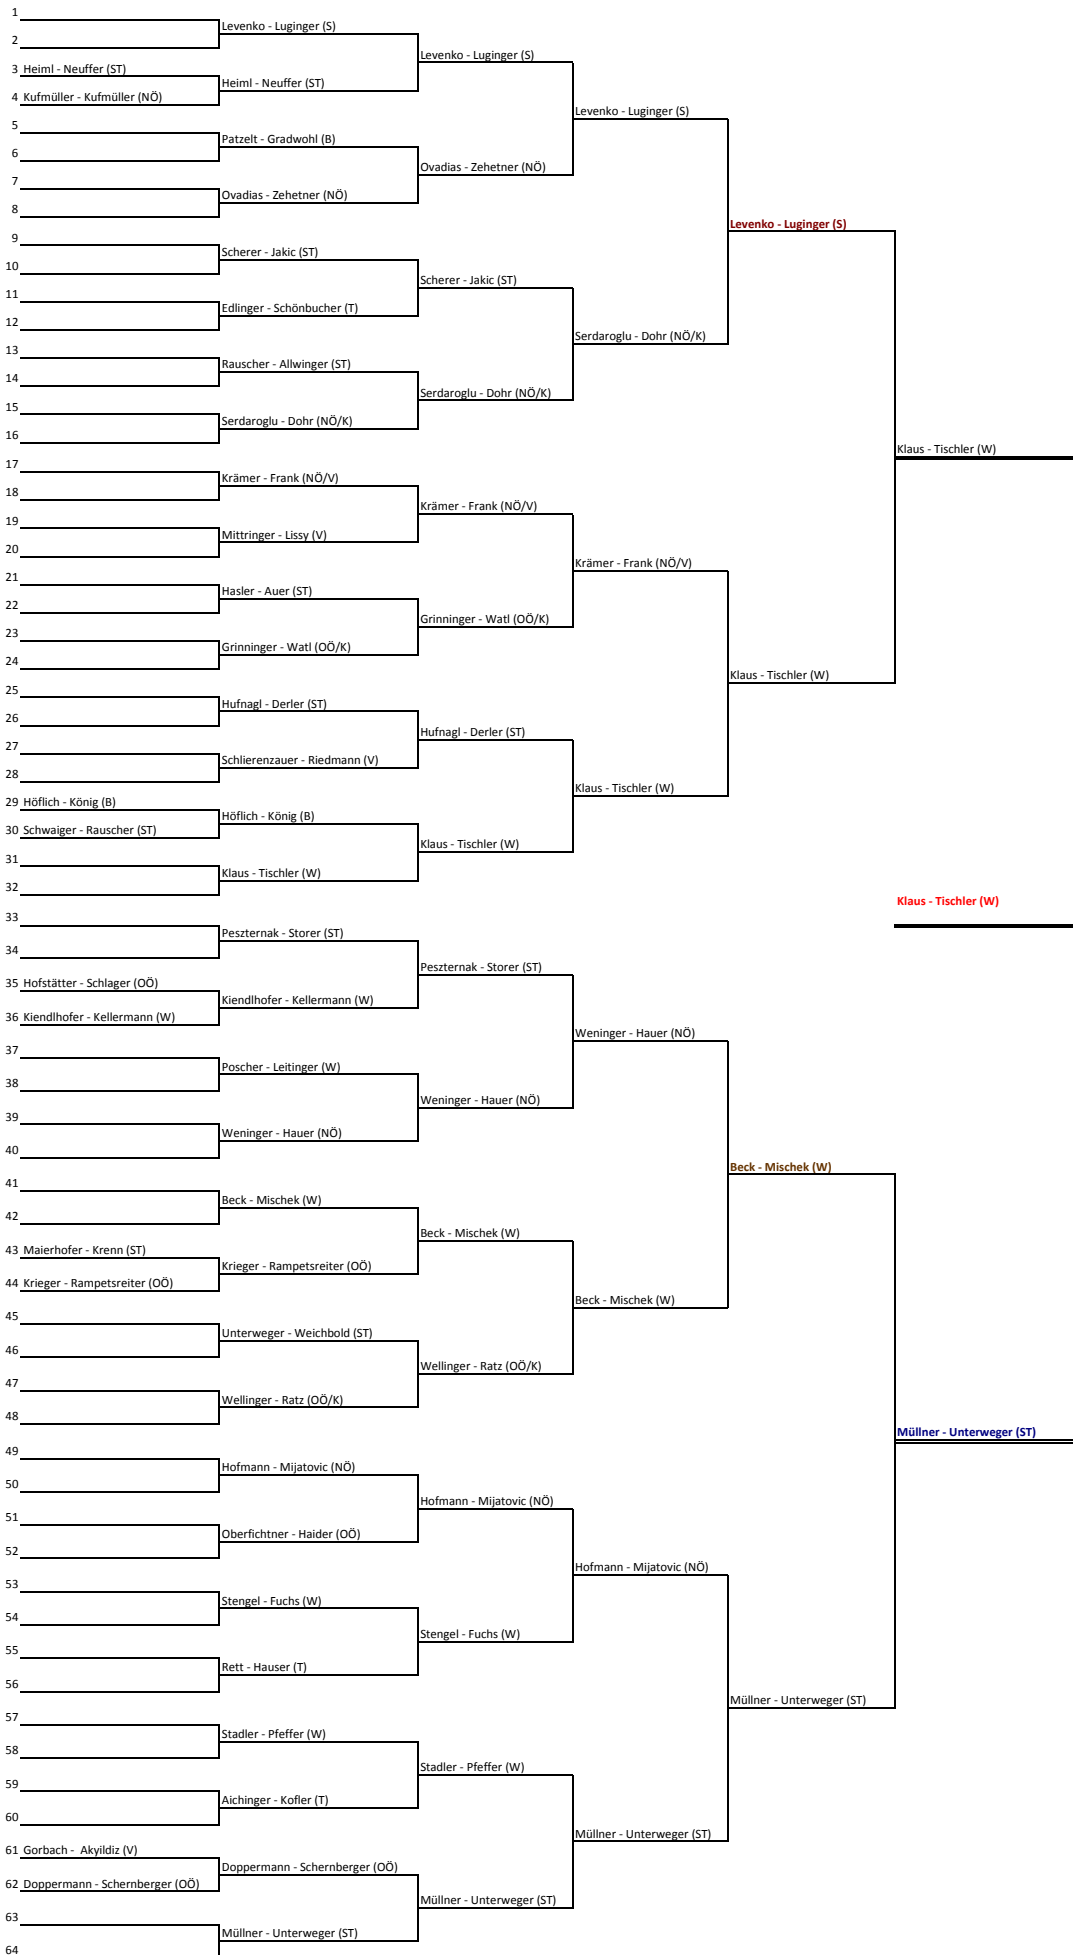 1
Levenko - Luginger (S)
2
Levenko - Luginger (S)
3 Heiml - Neuffer (ST)
Heiml - Neuffer (ST)
4 Kufmüller - Kufmüller (NÖ)
Levenko - Luginger (S)
5
Patzelt - Gradwohl (B)
6
Ovadias - Zehetner (NÖ)
7
Ovadias - Zehetner (NÖ)
8
Levenko - Luginger (S)
9
Scherer - Jakic (ST)
10
Scherer - Jakic (ST)
11
Edlinger - Schönbucher (T)
12
Serdaroglu - Dohr (NÖ/K)
13
Rauscher - Allwinger (ST)
14
Serdaroglu - Dohr (NÖ/K)
15
Serdaroglu - Dohr (NÖ/K)
16
Klaus - Tischler (W)
17
Krämer - Frank (NÖ/V)
18
Krämer - Frank (NÖ/V)
19
Mittringer - Lissy (V)
20
Krämer - Frank (NÖ/V)
21
Hasler - Auer (ST)
22
Grinninger - Watl (OÖ/K)
23
Grinninger - Watl (OÖ/K)
24
Klaus - Tischler (W)
25
Hufnagl - Derler (ST)
26
Hufnagl - Derler (ST)
27
Schlierenzauer - Riedmann (V)
28
Klaus - Tischler (W)
29 Höflich - König (B)
Höflich - König (B)
30 Schwaiger - Rauscher (ST)
Klaus - Tischler (W)
31
Klaus - Tischler (W)
32
Klaus - Tischler (W)
33
Peszternak - Storer (ST)
34
Peszternak - Storer (ST)
35 Hofstätter - Schlager (OÖ)
Kiendlhofer - Kellermann (W)
36 Kiendlhofer - Kellermann (W)
Weninger - Hauer (NÖ)
37
Poscher - Leitinger (W)
38
Weninger - Hauer (NÖ)
39
Weninger - Hauer (NÖ)
40
Beck - Mischek (W)
41
Beck - Mischek (W)
42
Beck - Mischek (W)
43 Maierhofer - Krenn (ST)
Krieger - Rampetsreiter (OÖ)
44 Krieger - Rampetsreiter (OÖ)
Beck - Mischek (W)
45
Unterweger - Weichbold (ST)
46
Wellinger - Ratz (OÖ/K)
47
Wellinger - Ratz (OÖ/K)
48
Müllner - Unterweger (ST)
49
Hofmann - Mijatovic (NÖ)
50
Hofmann - Mijatovic (NÖ)
51
Oberfichtner - Haider (OÖ)
52
Hofmann - Mijatovic (NÖ)
53
Stengel - Fuchs (W)
54
Stengel - Fuchs (W)
55
Rett - Hauser (T)
56
Müllner - Unterweger (ST)
57
Stadler - Pfeffer (W)
58
Stadler - Pfeffer (W)
59
Aichinger - Kofler (T)
60
Müllner - Unterweger (ST)
61 Gorbach -  Akyildiz (V)
Doppermann - Schernberger (OÖ)
62 Doppermann - Schernberger (OÖ)
Müllner - Unterweger (ST)
63
Müllner - Unterweger (ST)
64